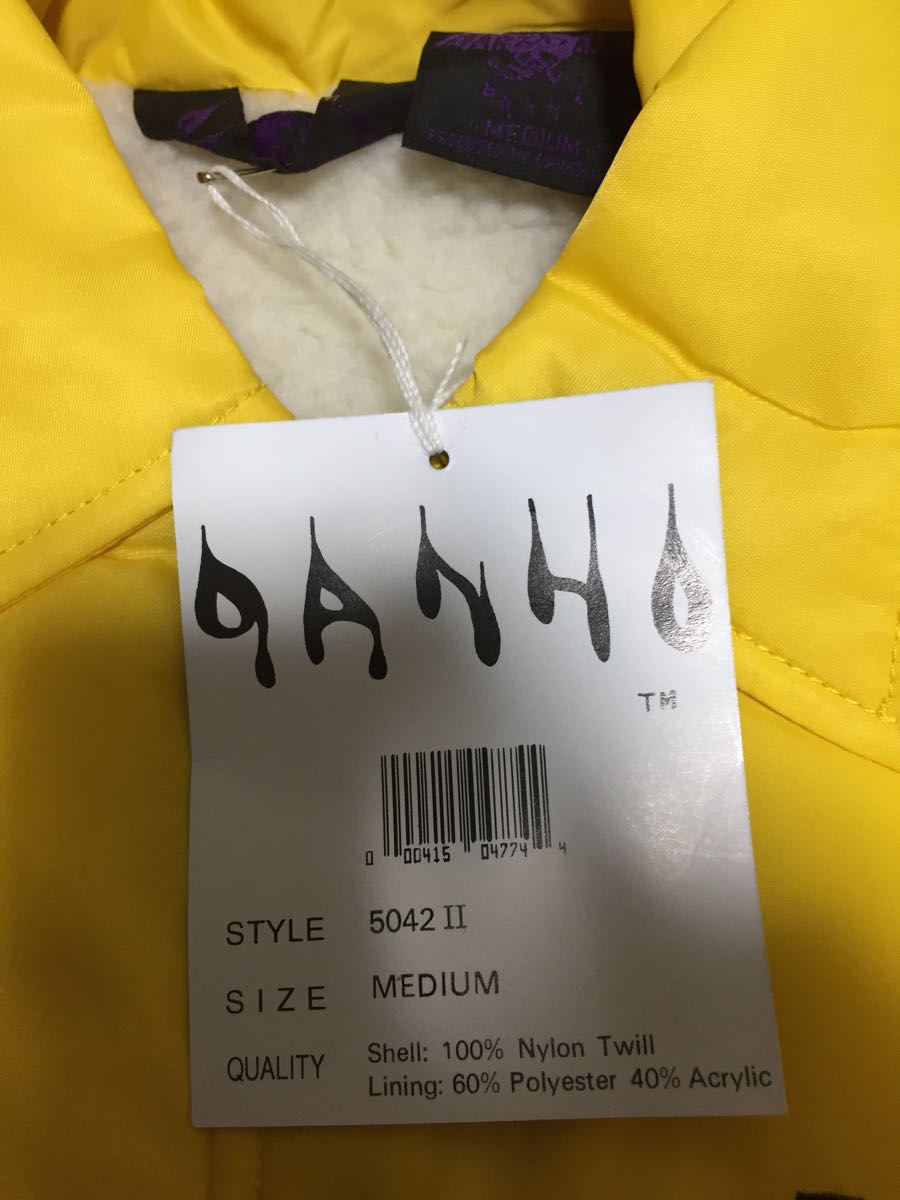 MEDIUM
DARHO
TM
0 00415 04774 4
STYLE 5042 II
SIZE MEDIUM
QUALITY Shell: 100% Nylon Twill
Lining: 60% Polyester 40% Acrylic